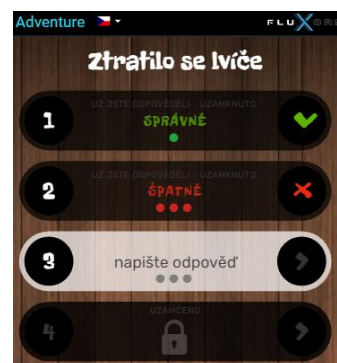 Adventure
FLUXORE
Ztratilo se lvíče
UŽ JSTE ODPOVĚDĚLI - UZAMKNUTO.
1 SPRÁVNĚ
UŽ JSTE ODPOVĚDĚLI - UZAMKNUTO.
2 ŠPATNĚ
3 napište odpověď
UZAMČENO
4